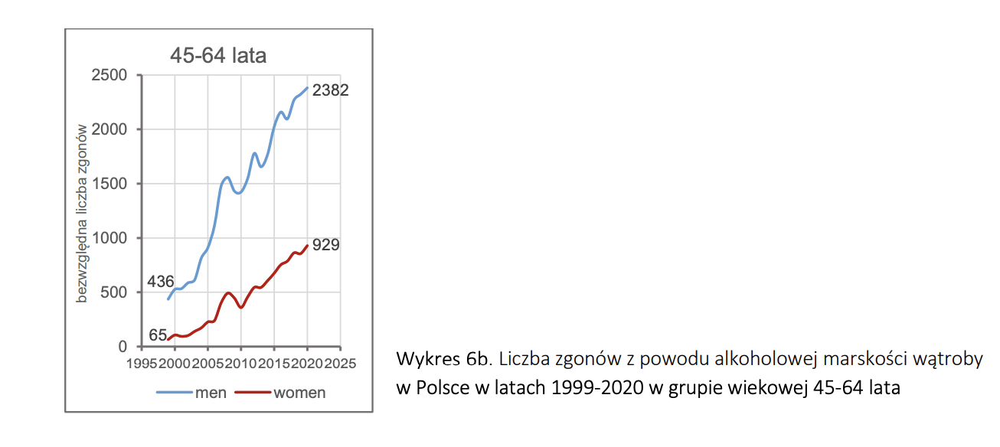 45-64 lata
bezwzględna liczba zgonów
2500
2000
1500
1000
500
0
2382
929
436
65
1995 2000 2005 2010 2015 2020 2025
men women
Wykres 6b. Liczba zgonów z powodu alkoholowej marskości wątroby
w Polsce w latach 1999-2020 w grupie wiekowej 45-64 lata